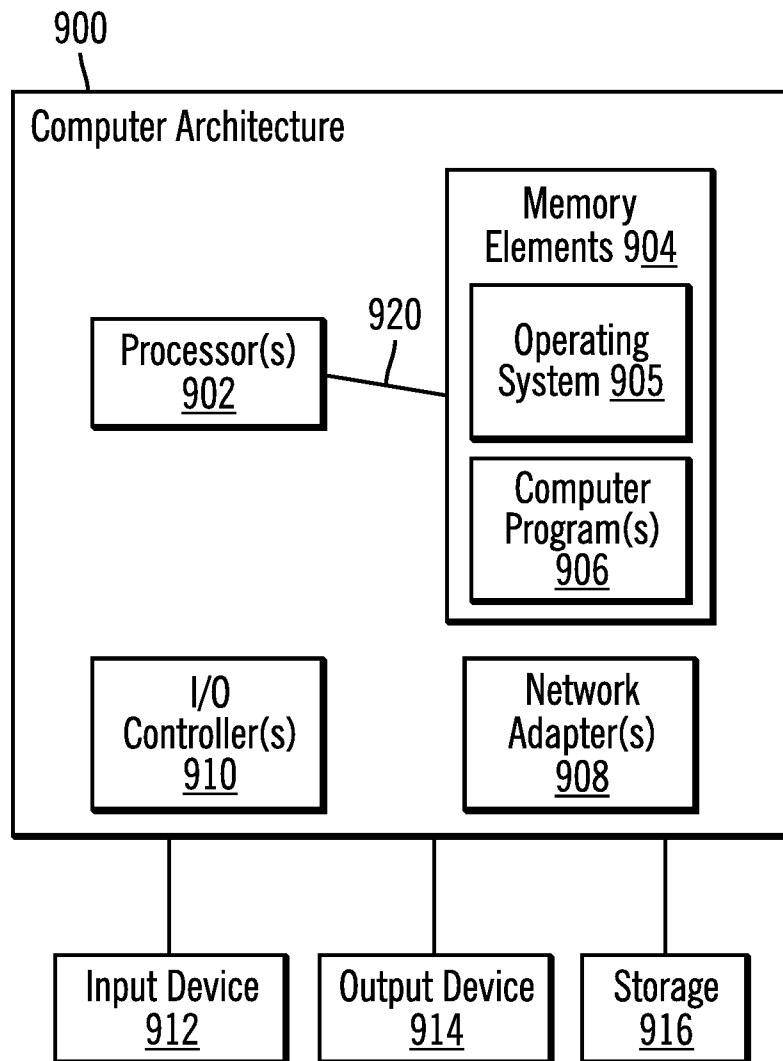 900
Computer Architecture
Memory
Elements 904
920
Processor(s)
902
Operating
System 905
Computer
Program(s)
906
I/O
Controller(s)
910
Network
Adapter(s)
908
Input Device
912
Output Device
914
Storage
916